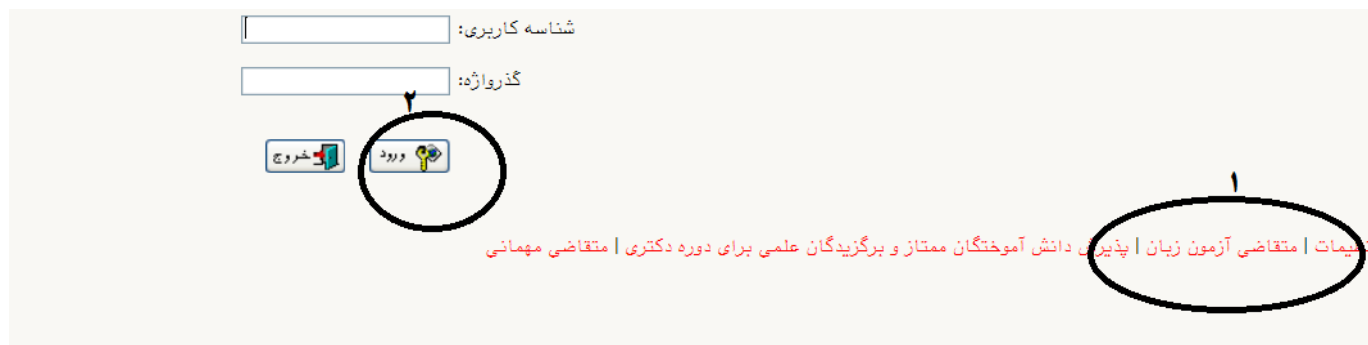 شناسه کاربری:
گذرواژه:
۲
ورود خروج
۱
متقاضی آزمون زبان | پذیرش دانش آموختگان ممتاز و برگزیدگان علمی برای دوره دکتری | متقاضی مهمانی